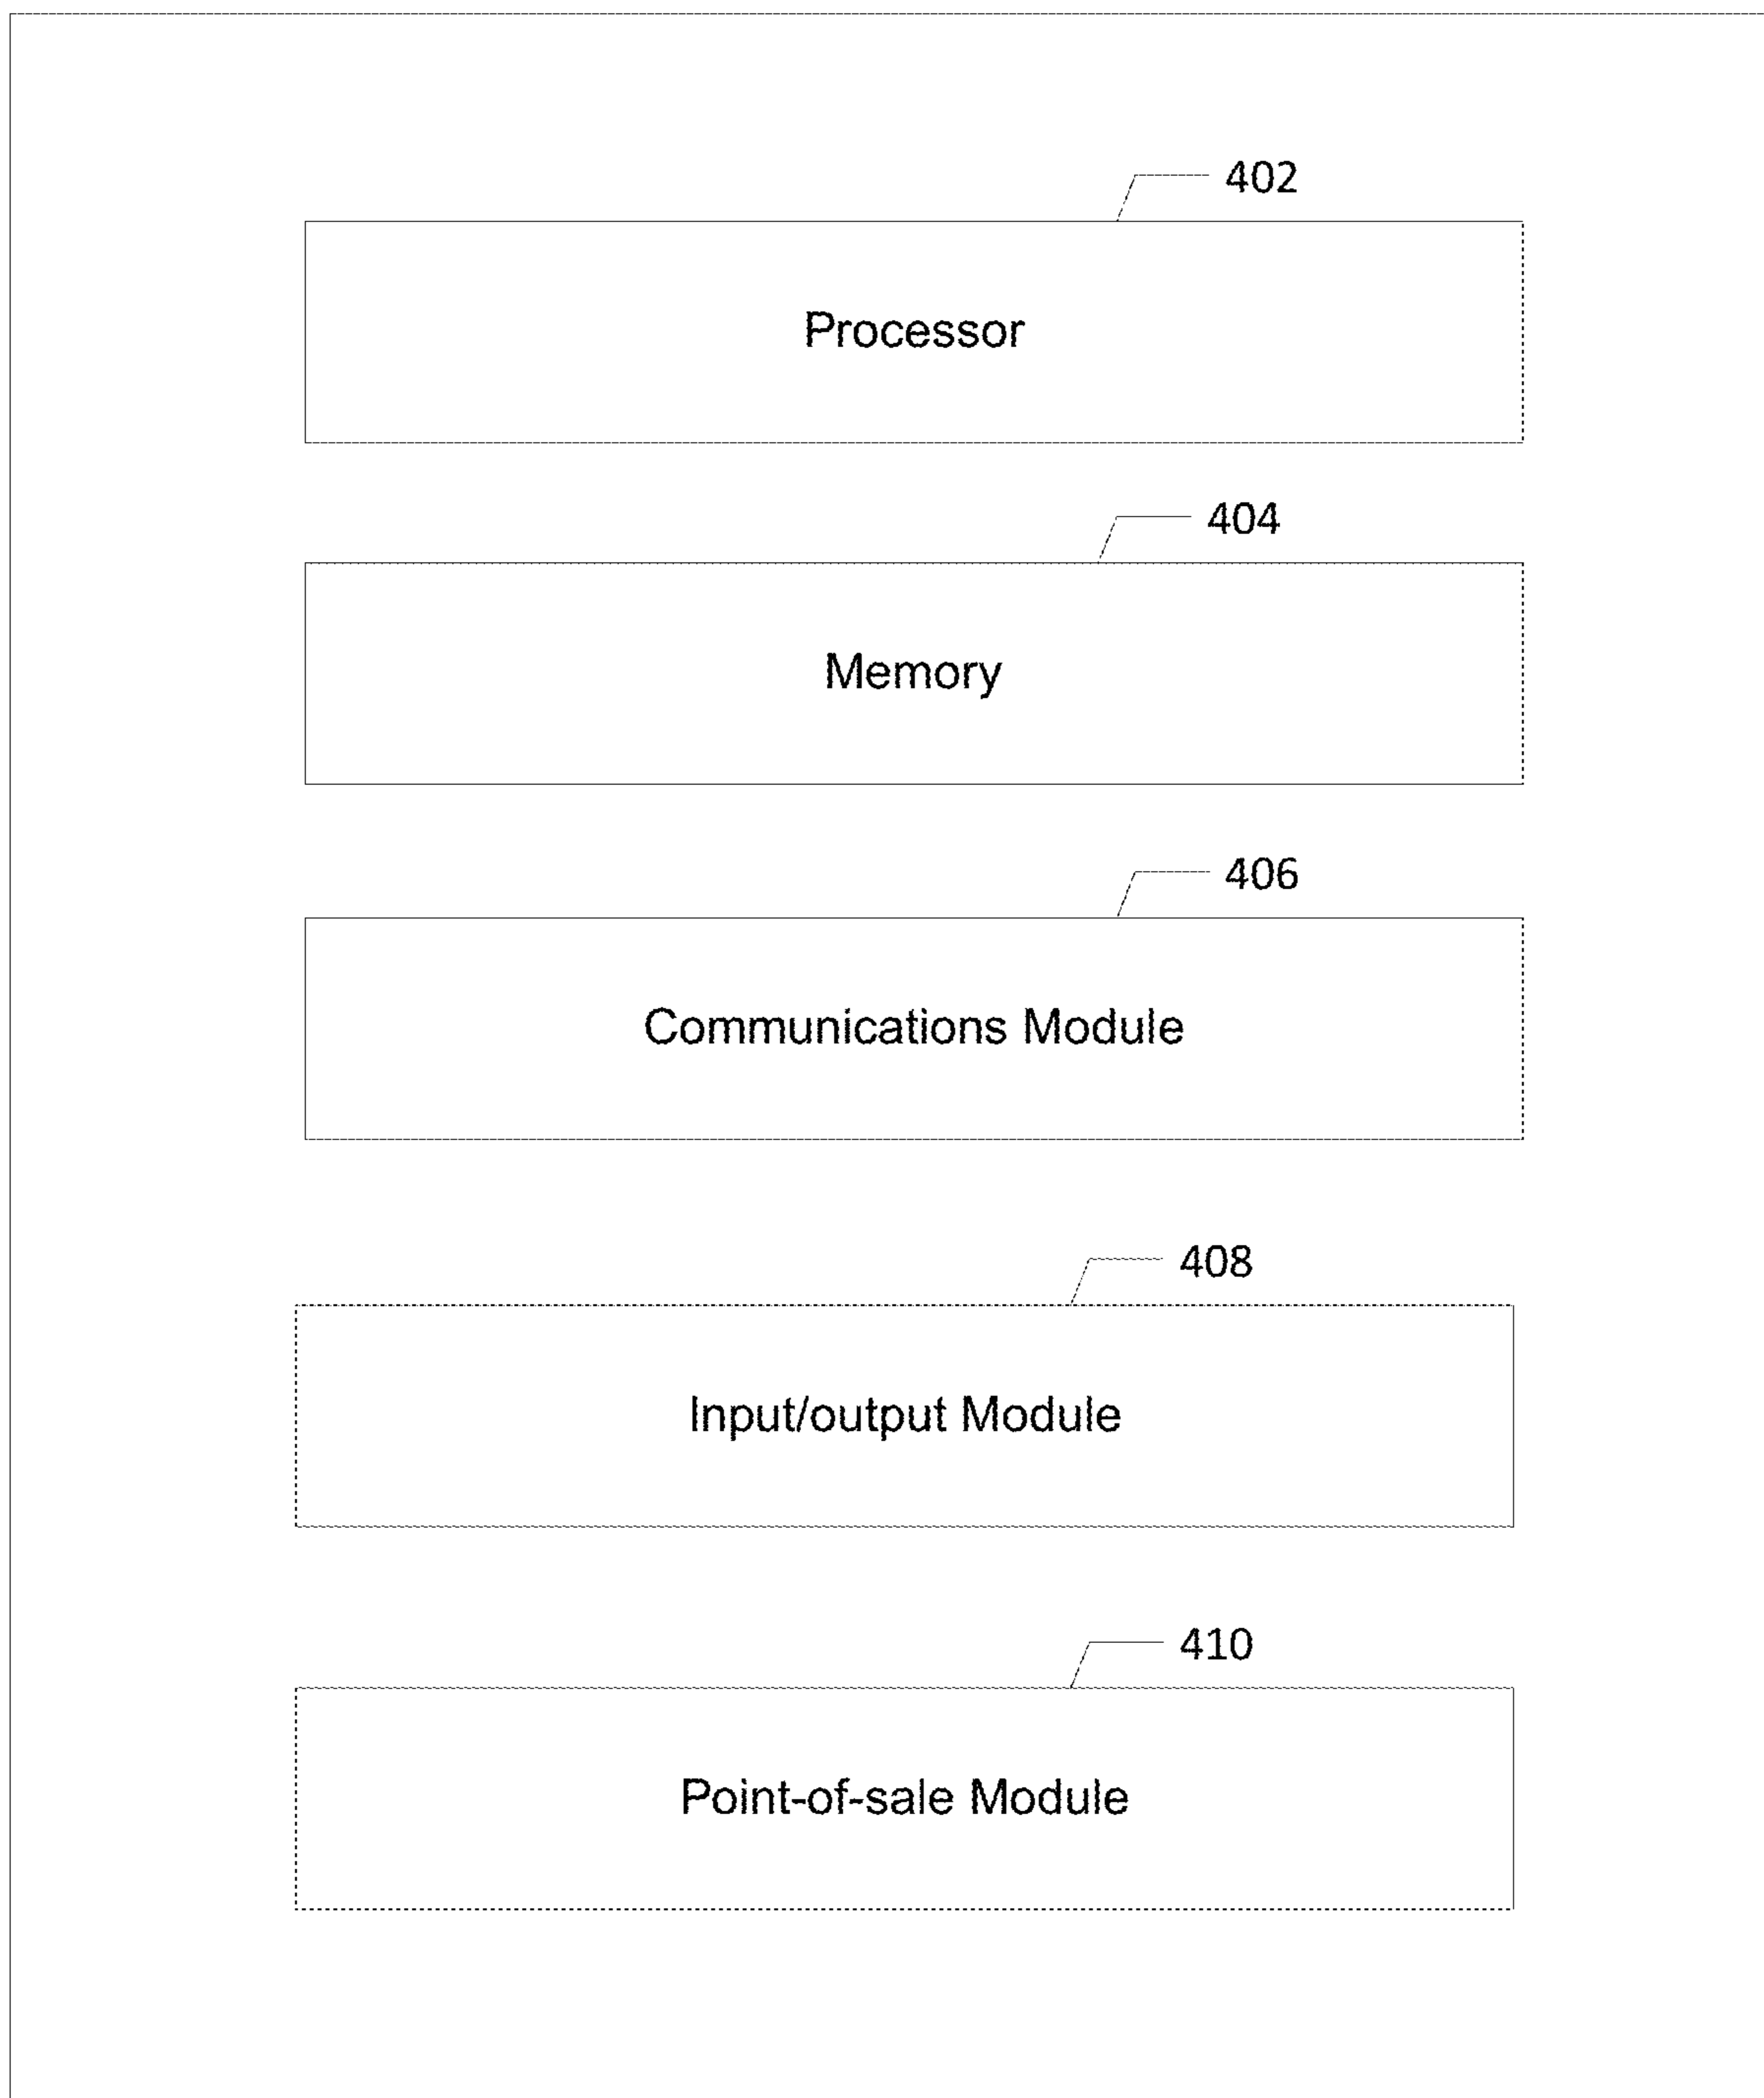 402
Processor
404
Memory
406
Communications Module
408
Input/output Module
410
Point-of-sale Module